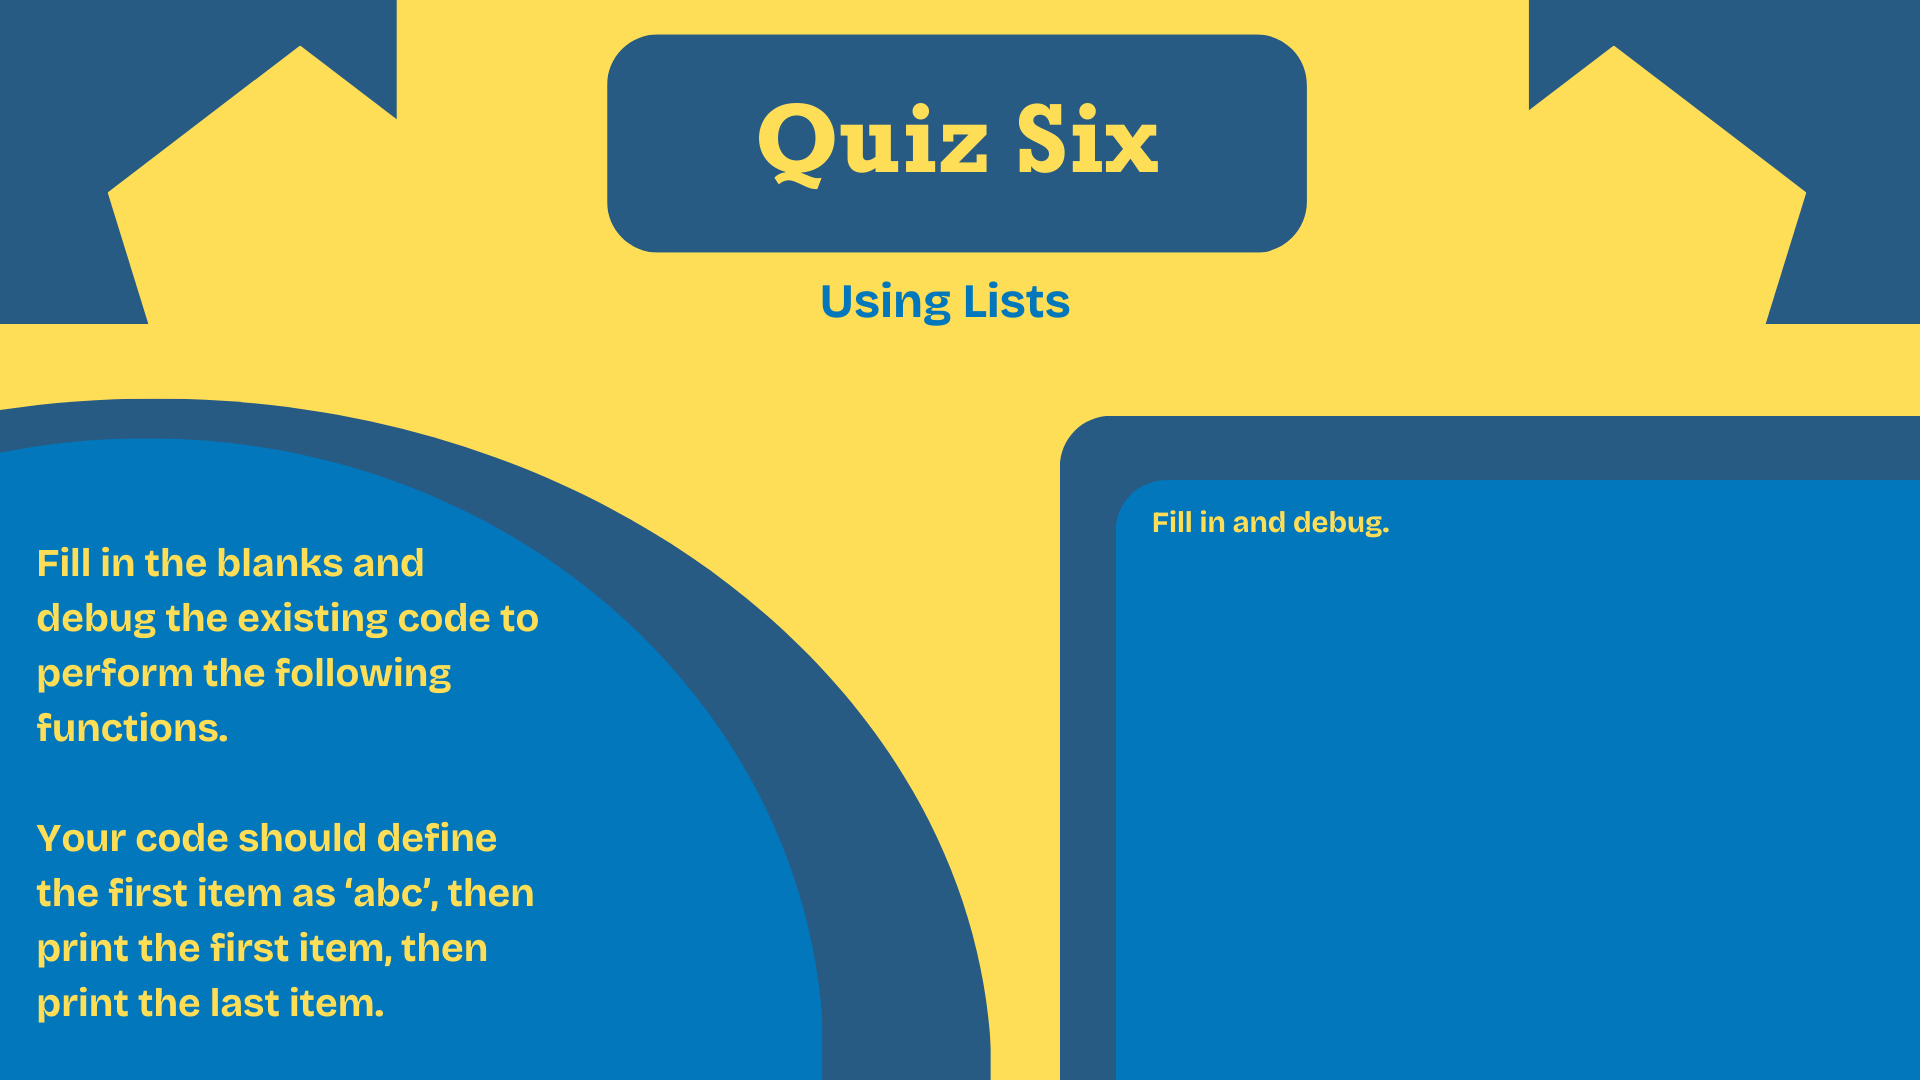 Quiz Six
Using Lists
Fill in the blanks and
debug the existing code to
perform the following
functions.
Your code should define
the first item as ‘abc’, then
print the first item, then
print the last item.
Fill in and debug.